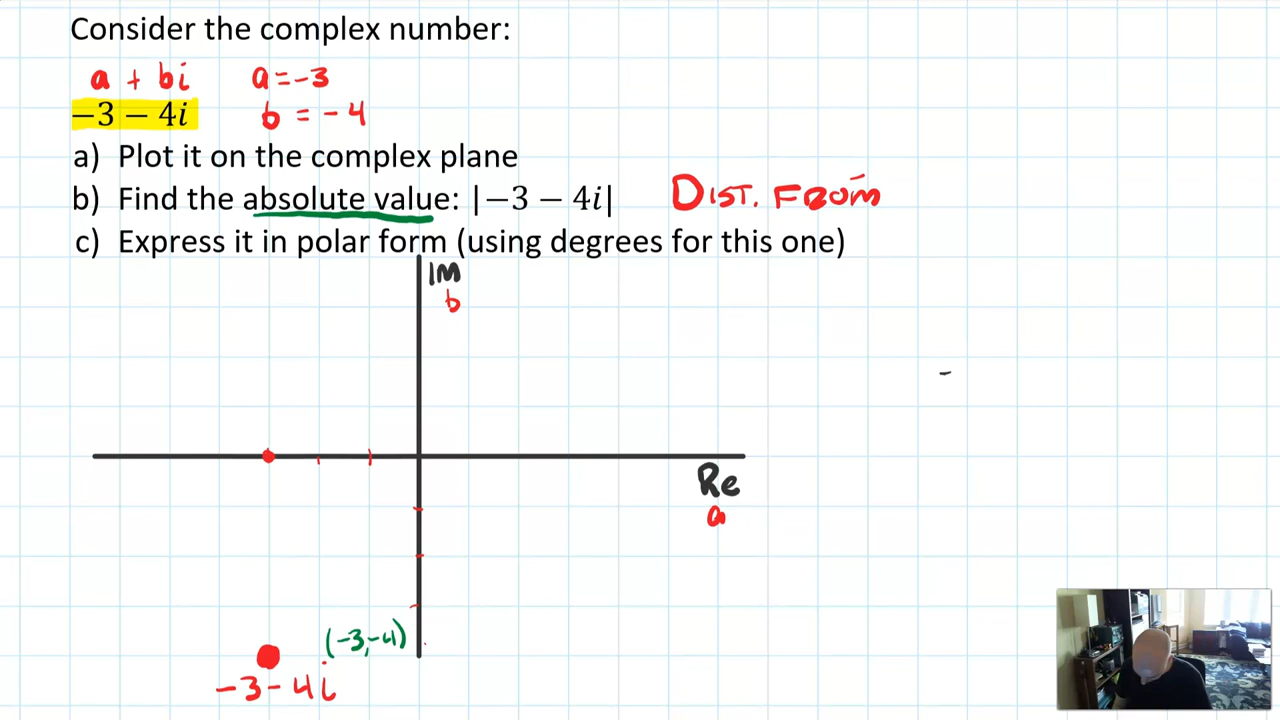 Consider the complex number:
a + bi a = -3
−3 − 4i b = -4
a) Plot it on the complex plane
b) Find the absolute value: |−3 − 4i| DIST. FROM
c) Express it in polar form (using degrees for this one)
IM
b
Re
a
(-3,-4)
-3-4i